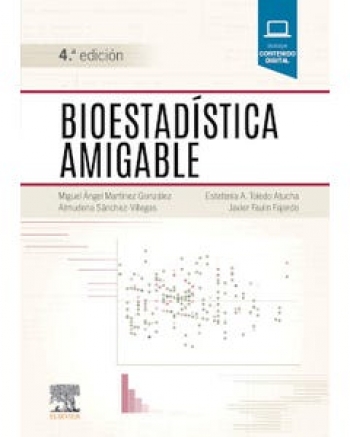 INCLUYE
CONTENIDO
DIGITAL
4.ª edición
BIOESTADÍSTICA
AMIGABLE
Miguel Ángel Martínez-González
Almudena Sánchez-Villegas
Estefanía A. Toledo Atucha
Javier Faulin Fajardo
ELSEVIER